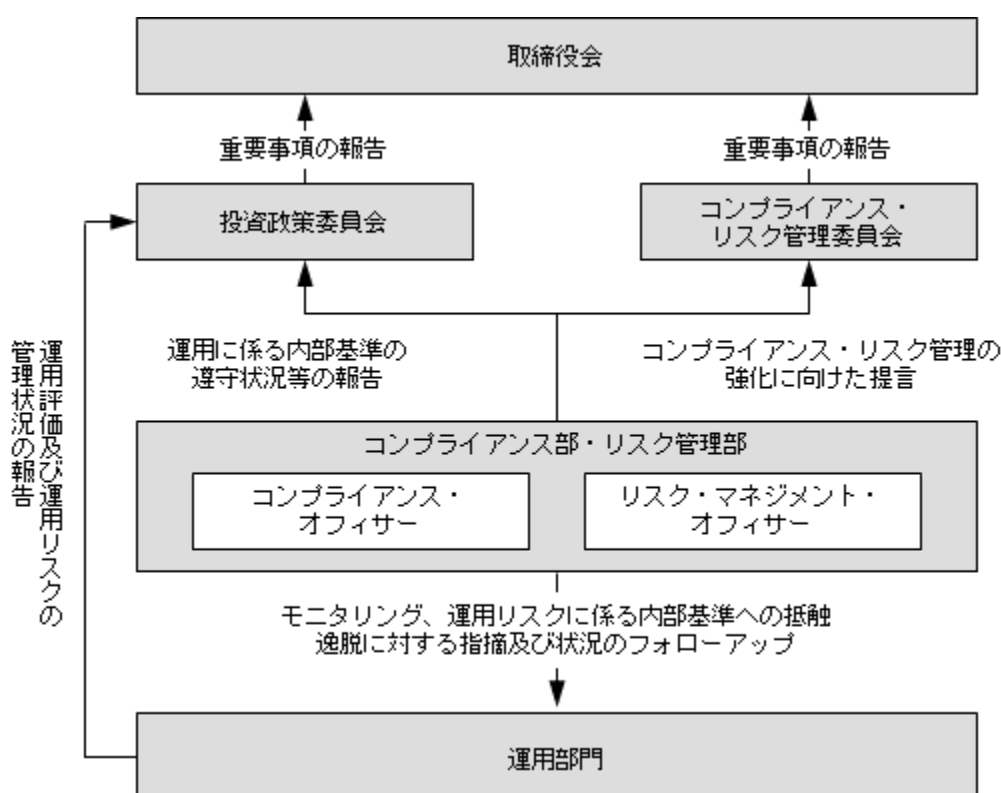 取締役会
重要事項の報告
重要事項の報告
投資政策委員会
コンプライアンス・
リスク管理委員会
運用評価及び運用リスクの
管理状況の報告
運用に係る内部基準の
遵守状況等の報告
コンプライアンス・リスク管理の
強化に向けた提言
コンプライアンス部・リスク管理部
コンプライアンス・
オフィサー
リスク・マネジメント・
オフィサー
モニタリング、運用リスクに係る内部基準への抵触
逸脱に対する指摘及び状況のフォローアップ
運用部門